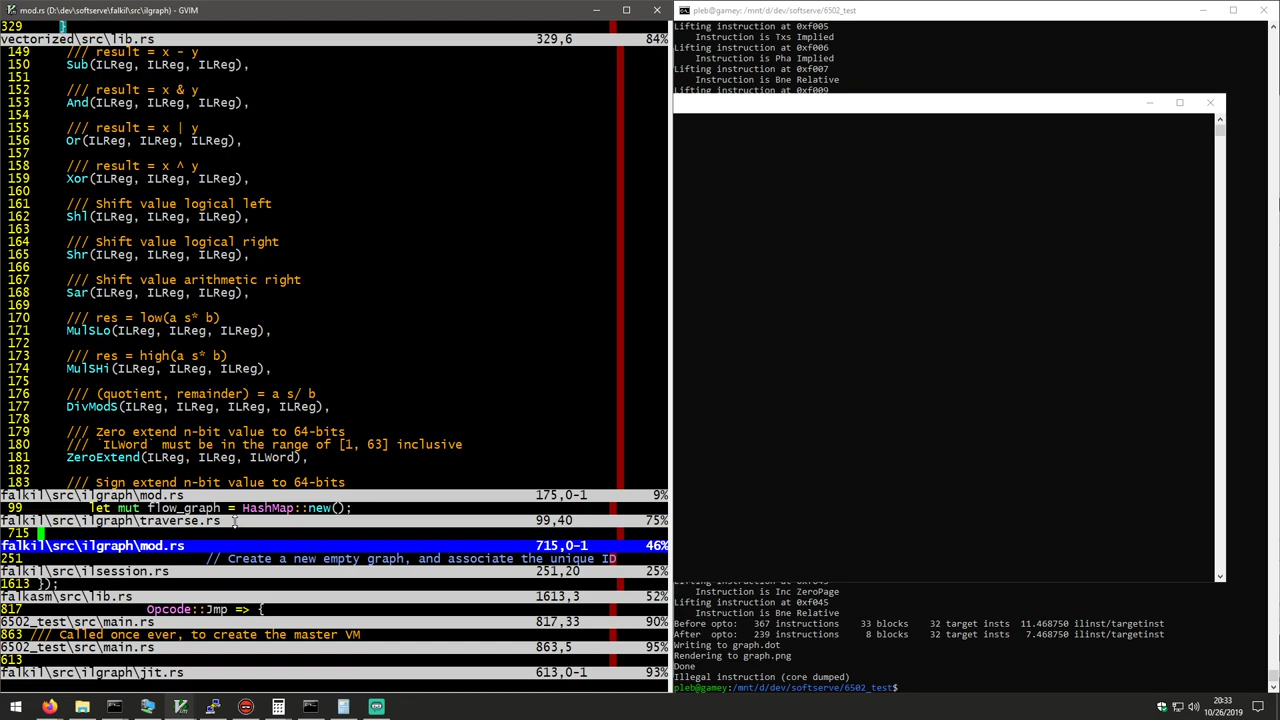 mod.rs (D:\dev\softserve\falkil\src\ilgraph) - GVIM
329    }
vectorized\src\lib.rs 329,6 84%
149     /// result = x - y
150     Sub(ILReg, ILReg, ILReg),
151
152     /// result = x & y
153     And(ILReg, ILReg, ILReg),
154
155     /// result = x | y
156     Or(ILReg, ILReg, ILReg),
157
158     /// result = x ^ y
159     Xor(ILReg, ILReg, ILReg),
160
161     /// Shift value logical left
162     Shl(ILReg, ILReg, ILReg),
163
164     /// Shift value logical right
165     Shr(ILReg, ILReg, ILReg),
166
167     /// Shift value arithmetic right
168     Sar(ILReg, ILReg, ILReg),
169
170     /// res = low(a s* b)
171     MulSLo(ILReg, ILReg, ILReg),
172
173     /// res = high(a s* b)
174     MulSHi(ILReg, ILReg, ILReg),
175
176     /// (quotient, remainder) = a s/ b
177     DivModS(ILReg, ILReg, ILReg, ILReg),
178
179     /// Zero extend n-bit value to 64-bits
180     /// `ILWord` must be in the range of [1, 63] inclusive
181     ZeroExtend(ILReg, ILReg, ILWord),
182
183     /// Sign extend n-bit value to 64-bits
falkil\src\ilgraph\mod.rs 175,0-1 9%
99        let mut flow_graph = HashMap::new();
falkil\src\ilgraph\traverse.rs 99,40 75%
715
falkil\src\ilgraph\mod.rs 715,0-1 46%
251     // Create a new empty graph, and associate the unique ID
falkil\src\ilsession.rs 251,20 25%
1613 });
falkasm\src\lib.rs 1613,3 52%
817     Opcode::Jmp => {
6502_test\src\main.rs 817,33 90%
863 /// Called once ever, to create the master VM
6502_test\src\main.rs 863,5 95%
613
falkil\src\ilgraph\jit.rs 613,0-1 93%
pleb@gamey: /mnt/d/dev/softserve/6502_test
Lifting instruction at 0xf005
    Instruction is Txs Implied
Lifting instruction at 0xf006
    Instruction is Pha Implied
Lifting instruction at 0xf007
    Instruction is Bne Relative
Lifting instruction at 0xf009
Lifting instruction at 0xf043
    Instruction is Inc ZeroPage
Lifting instruction at 0xf045
    Instruction is Bne Relative
Before opto:   367 instructions    33 blocks    32 target insts  11.468750 ilinst/targetinst
After  opto:   239 instructions     8 blocks    32 target insts   7.468750 ilinst/targetinst
Writing to graph.dot
Rendering to graph.png
Done
Illegal instruction (core dumped)
pleb@gamey:/mnt/d/dev/softserve/6502_test$
20:33
10/26/2019